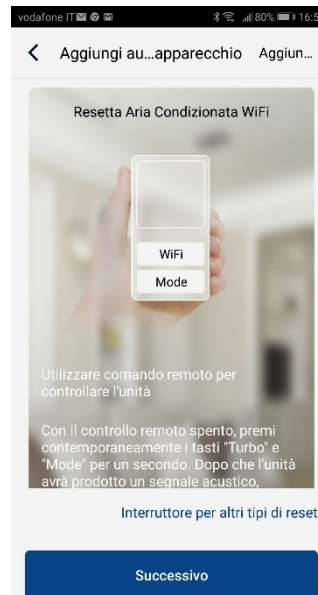 vodafone IT 80% 16:5
Aggiungi au...apparecchio Aggiun...
Resetta Aria Condizionata WiFi
WiFi
Mode
Utilizzare comando remoto per
controllare l'unità
Con il controllo remoto spento, premi
contemporaneamente i tasti "Turbo" e
"Mode" per un secondo. Dopo che l'unità
avrà prodotto un segnale acustico,
Interruttore per altri tipi di reset
Successivo